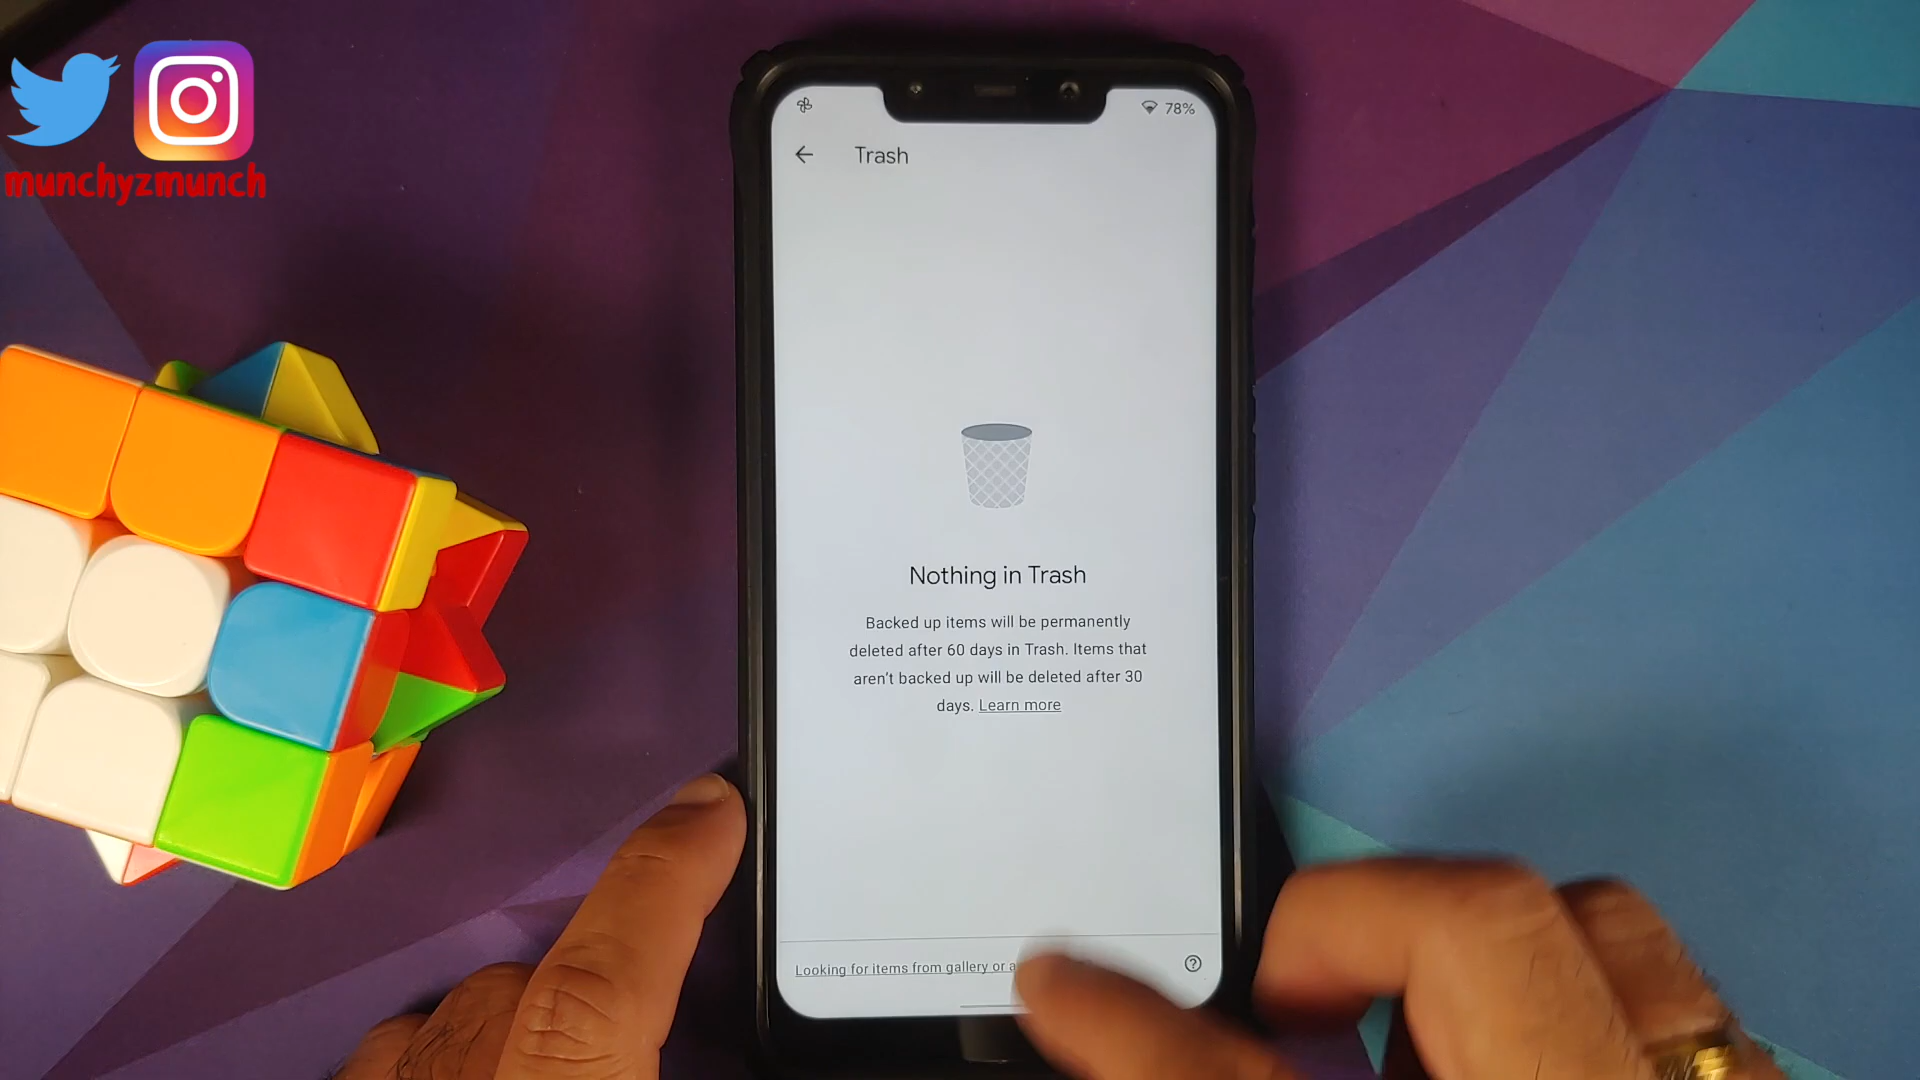 munchyzmunch
78%
Trash
Nothing in Trash
Backed up items will be permanently
deleted after 60 days in Trash. Items that
aren't backed up will be deleted after 30
days. Learn more
Looking for items from gallery or